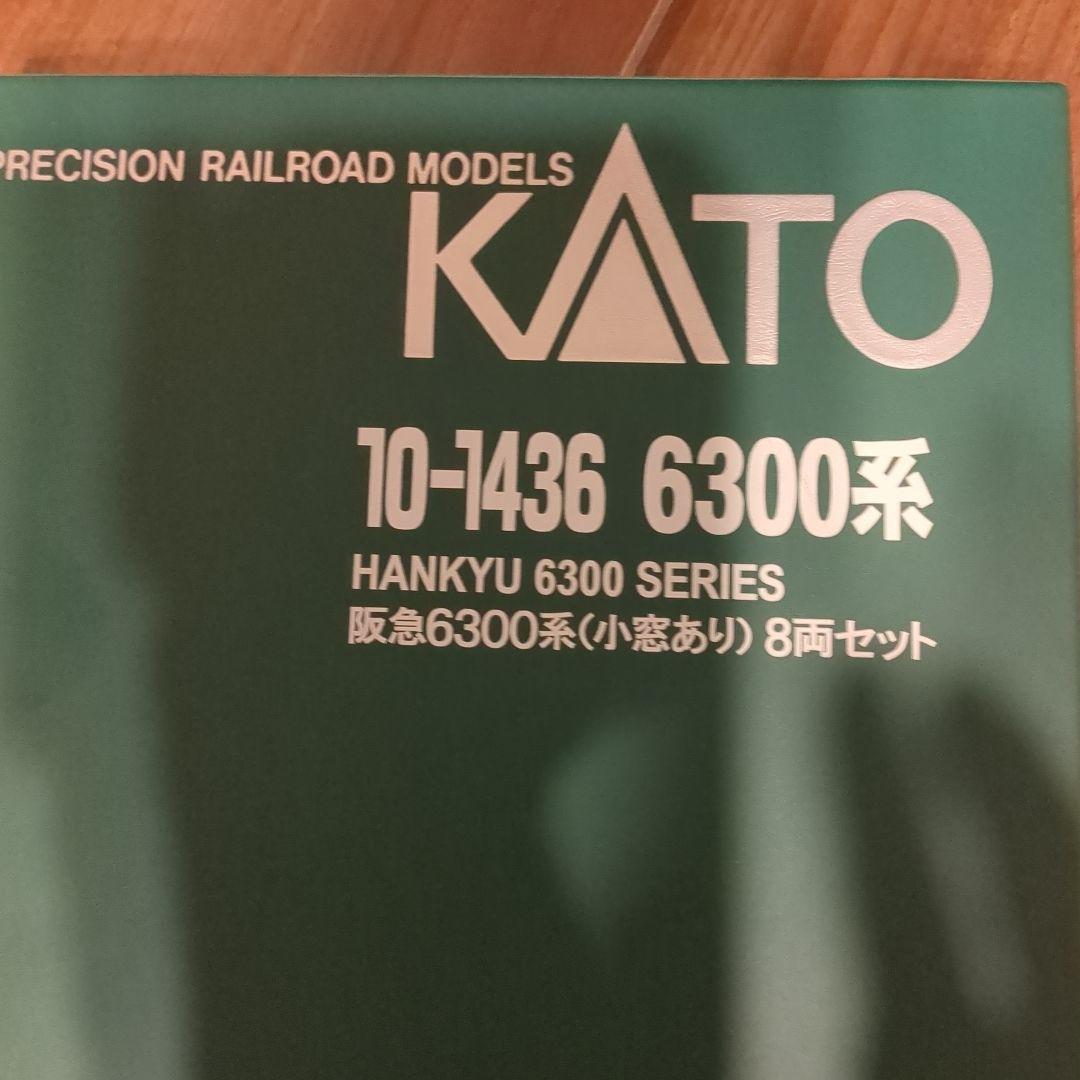 PRECISION RAILROAD MODELS
KATO
10-1436 6300系
HANKYU 6300 SERIES
阪急6300系(小窓あり) 8両セット